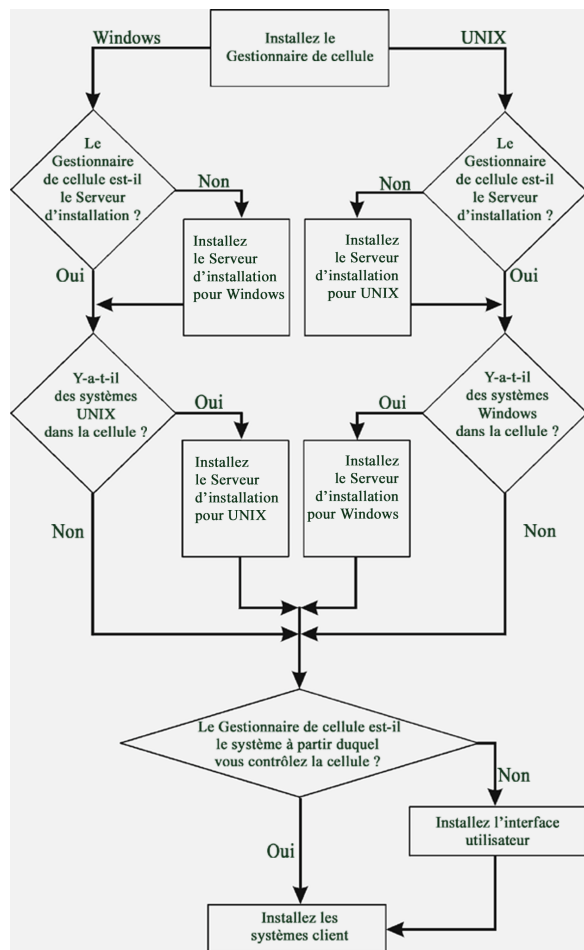 Installez le
Gestionnaire de cellule
Windows
UNIX
Le
Gestionnaire
de cellule est-il
le Serveur
d'installation ?
Non
Oui
Installez
le Serveur
d'installation
pour Windows
Le
Gestionnaire
de cellule est-il
le Serveur
d'installation ?
Non
Oui
Installez
le Serveur
d'installation
pour UNIX
Y-a-t-il
des systèmes
UNIX
dans la cellule ?
Oui
Non
Installez
le Serveur
d'installation
pour UNIX
Y-a-t-il
des systèmes
Windows
dans la cellule ?
Oui
Non
Installez
le Serveur
d'installation
pour Windows
Le Gestionnaire de cellule est-il
le système à partir duquel
vous contrôlez la cellule ?
Non
Oui
Installez l'interface
utilisateur
Installez les
systèmes client